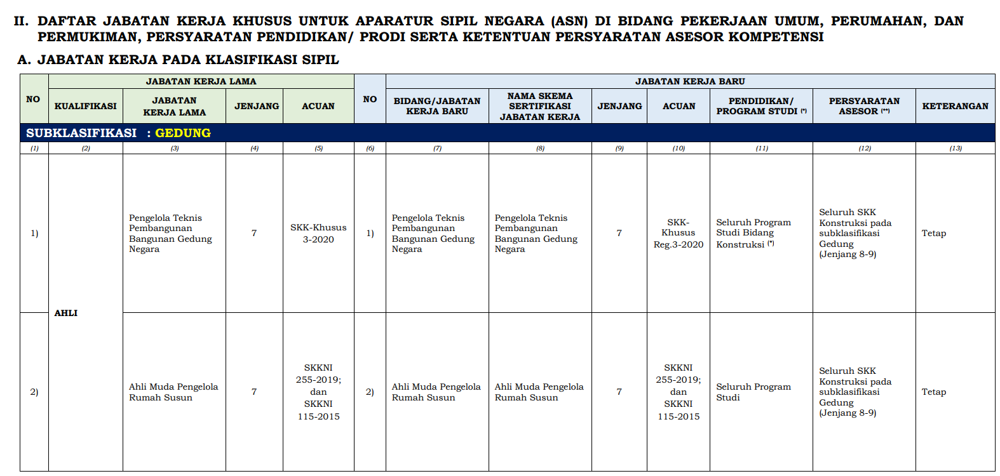 II. DAFTAR JABATAN KERJA KHUSUS UNTUK APARATUR SIPIL NEGARA (ASN) DI BIDANG PEKERJAAN UMUM, PERUMAHAN, DAN
PERMUKIMAN, PERSYARATAN PENDIDIKAN/ PRODI SERTA KETENTUAN PERSYARATAN ASESOR KOMPETENSI
A. JABATAN KERJA PADA KLASIFIKASI SIPIL
NO
JABATAN KERJA LAMA
NO
JABATAN KERJA BARU
KUALIFIKASI
JABATAN
KERJA LAMA
JENJANG
ACUAN
BIDANG/JABATAN
KERJA BARU
NAMA SKEMA
SERTIFIKASI
JABATAN KERJA
JENJANG
ACUAN
PENDIDIKAN/
PROGRAM STUDI (*)
PERSYARATAN
ASESOR (**)
KETERANGAN
SUBKLASIFIKASI : GEDUNG
(1) (2) (3) (4) (5) (6) (7) (8) (9) (10) (11) (12) (13)
1)
AHLI
Pengelola Teknis
Pembangunan
Bangunan Gedung
Negara
7
SKK-Khusus
3-2020
1)
Pengelola Teknis
Pembangunan
Bangunan Gedung
Negara
Pengelola Teknis
Pembangunan
Bangunan Gedung
Negara
7
SKK-
Khusus
Reg.3-2020
Seluruh Program
Studi Bidang
Konstruksi (*)
Seluruh SKK
Konstruksi pada
subklasifikasi
Gedung
(Jenjang 8-9)
Tetap
2)
Ahli Muda Pengelola
Rumah Susun
7
SKKNI
255-2019;
dan
SKKNI
115-2015
2)
Ahli Muda Pengelola
Rumah Susun
Ahli Muda Pengelola
Rumah Susun
7
SKKNI
255-2019;
dan
SKKNI
115-2015
Seluruh Program
Studi
Seluruh SKK
Konstruksi pada
subklasifikasi
Gedung
(Jenjang 8-9)
Tetap